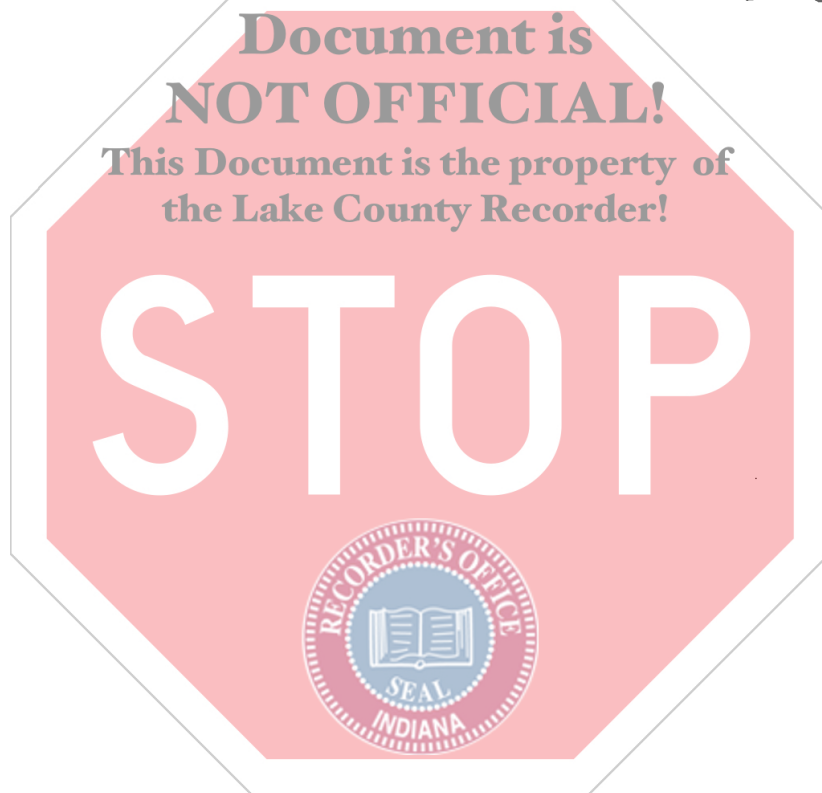 Document is
NOT OFFICIAL!
This Document is the property of
the Lake County Recorder!
STOP
RECORDER'S OFFICE
SEAL
INDIANA